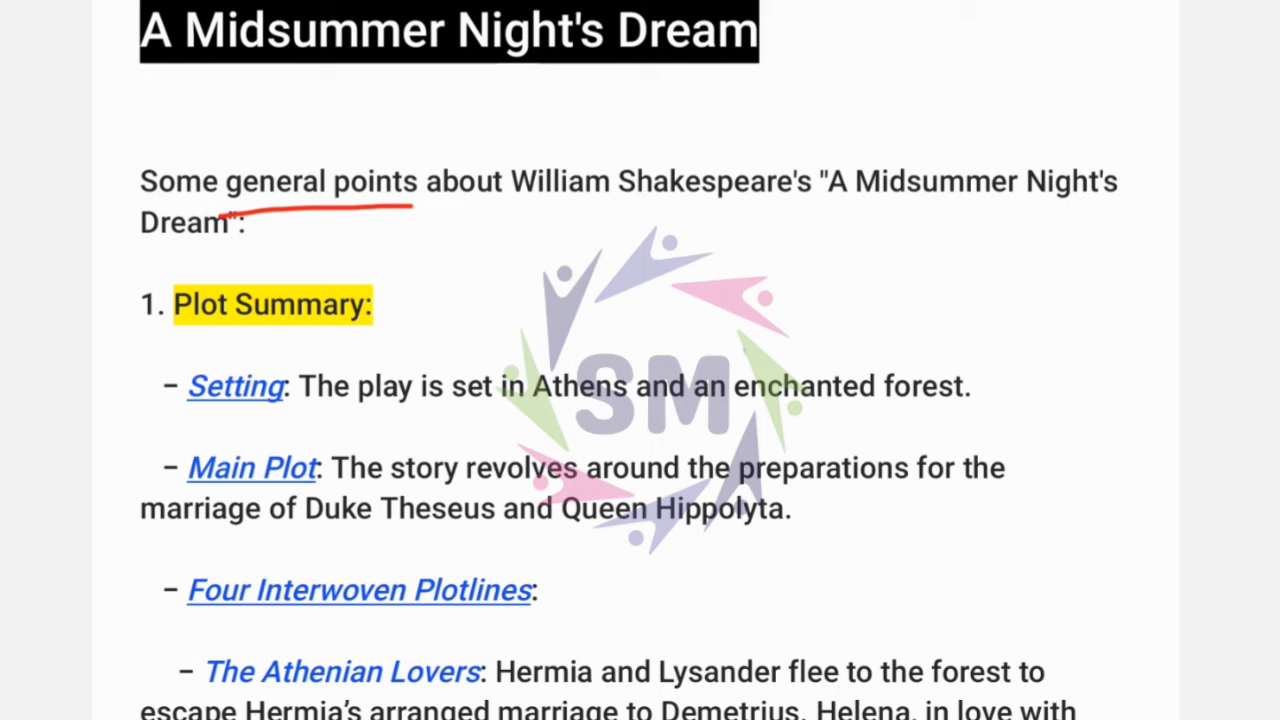 A Midsummer Night's Dream
Some general points about William Shakespeare's "A Midsummer Night's
Dream":
1. Plot Summary:
– Setting: The play is set in Athens and an enchanted forest.
SM
– Main Plot: The story revolves around the preparations for the
marriage of Duke Theseus and Queen Hippolyta.
– Four Interwoven Plotlines:
– The Athenian Lovers: Hermia and Lysander flee to the forest to
escape Hermia's arranged marriage to Demetrius. Helena, in love with